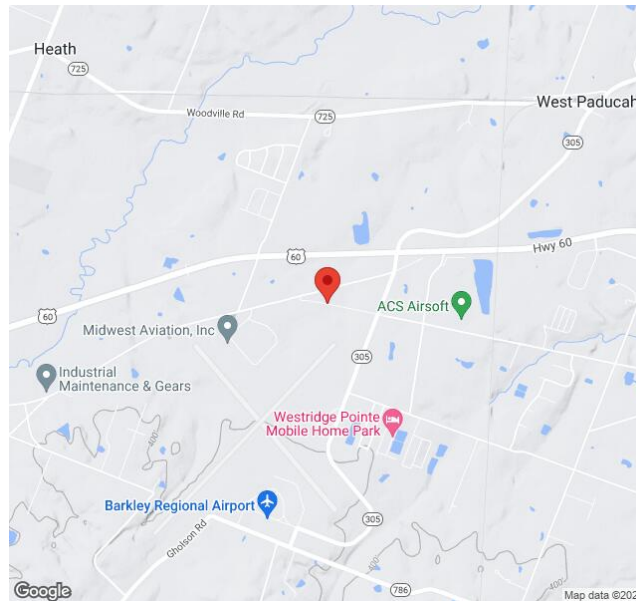 Heath
725
Woodville Rd
725
West Paducah
305
305
60
Hwy 60
60
ACS Airsoft
Midwest Aviation, Inc
305
Industrial
Maintenance & Gears
Westridge Pointe
Mobile Home Park
400
Barkley Regional Airport
Gholson Rd
305
400
786
Google
Map data ©202